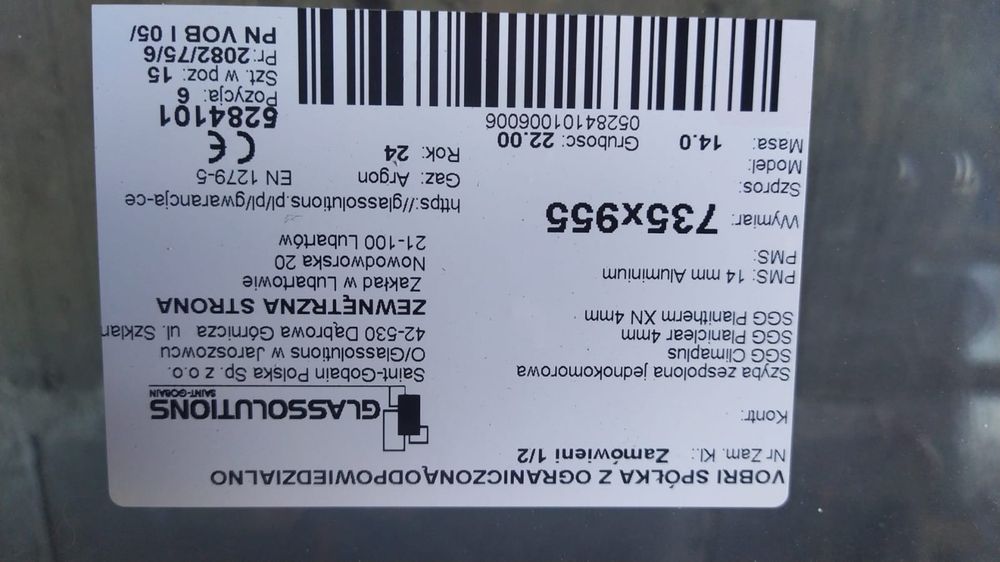 VOBRI SPÓŁKA Z OGRANICZONĄODPOWIEDZIALNO
Nr Zam. Kl.: Zamówieni 1/2
Kontr:
Szyba zespolona jednokomorowa
SGG Climaplus
SGG Planiclear 4mm
SGG Planitherm XN 4mm
PMS: 14 mm Aluminium
PMS:
Wymiar: 735x955
Szpros:
Model:
Masa: 14.0 Grubosc: 22.00
GLASSOLUTIONS
SAINT-GOBAIN
Saint-Gobain Polska Sp. z o.o.
O/Glassolutions w Jaroszowcu
42-530 Dąbrowa Górnicza ul. Szklar
ZEWNĘTRZNA STRONA
Zakład w Lubartowie
Nowodworska 20
21-100 Lubartów
https://glassolutions.pl/pl/gwarancja-ce
Gaz: Argon EN 1279-5
Rok: 24 CE
05284101006006
5284101
Pozycja: 6
Szt. w poz: 15
Pr: 2082/75/6
PN VOB I 05/